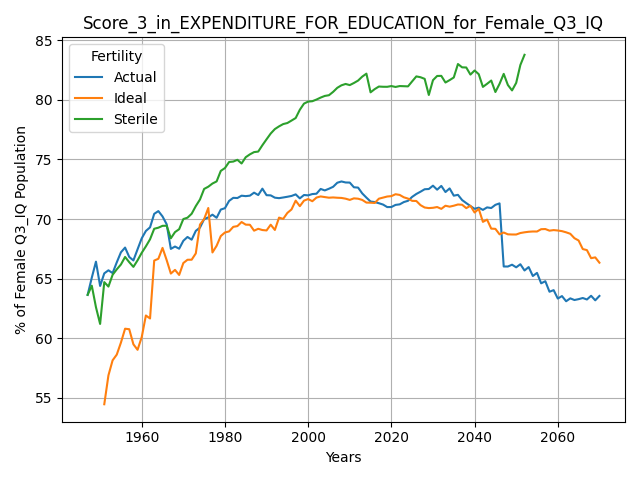 Score_3_in_EXPENDITURE_FOR_EDUCATION_for_Female_Q3_IQ
Fertility
Actual
Ideal
Sterile
% of Female Q3_IQ Population
85
80
75
70
65
60
55
1960
1980
2000
2020
2040
2060
Years